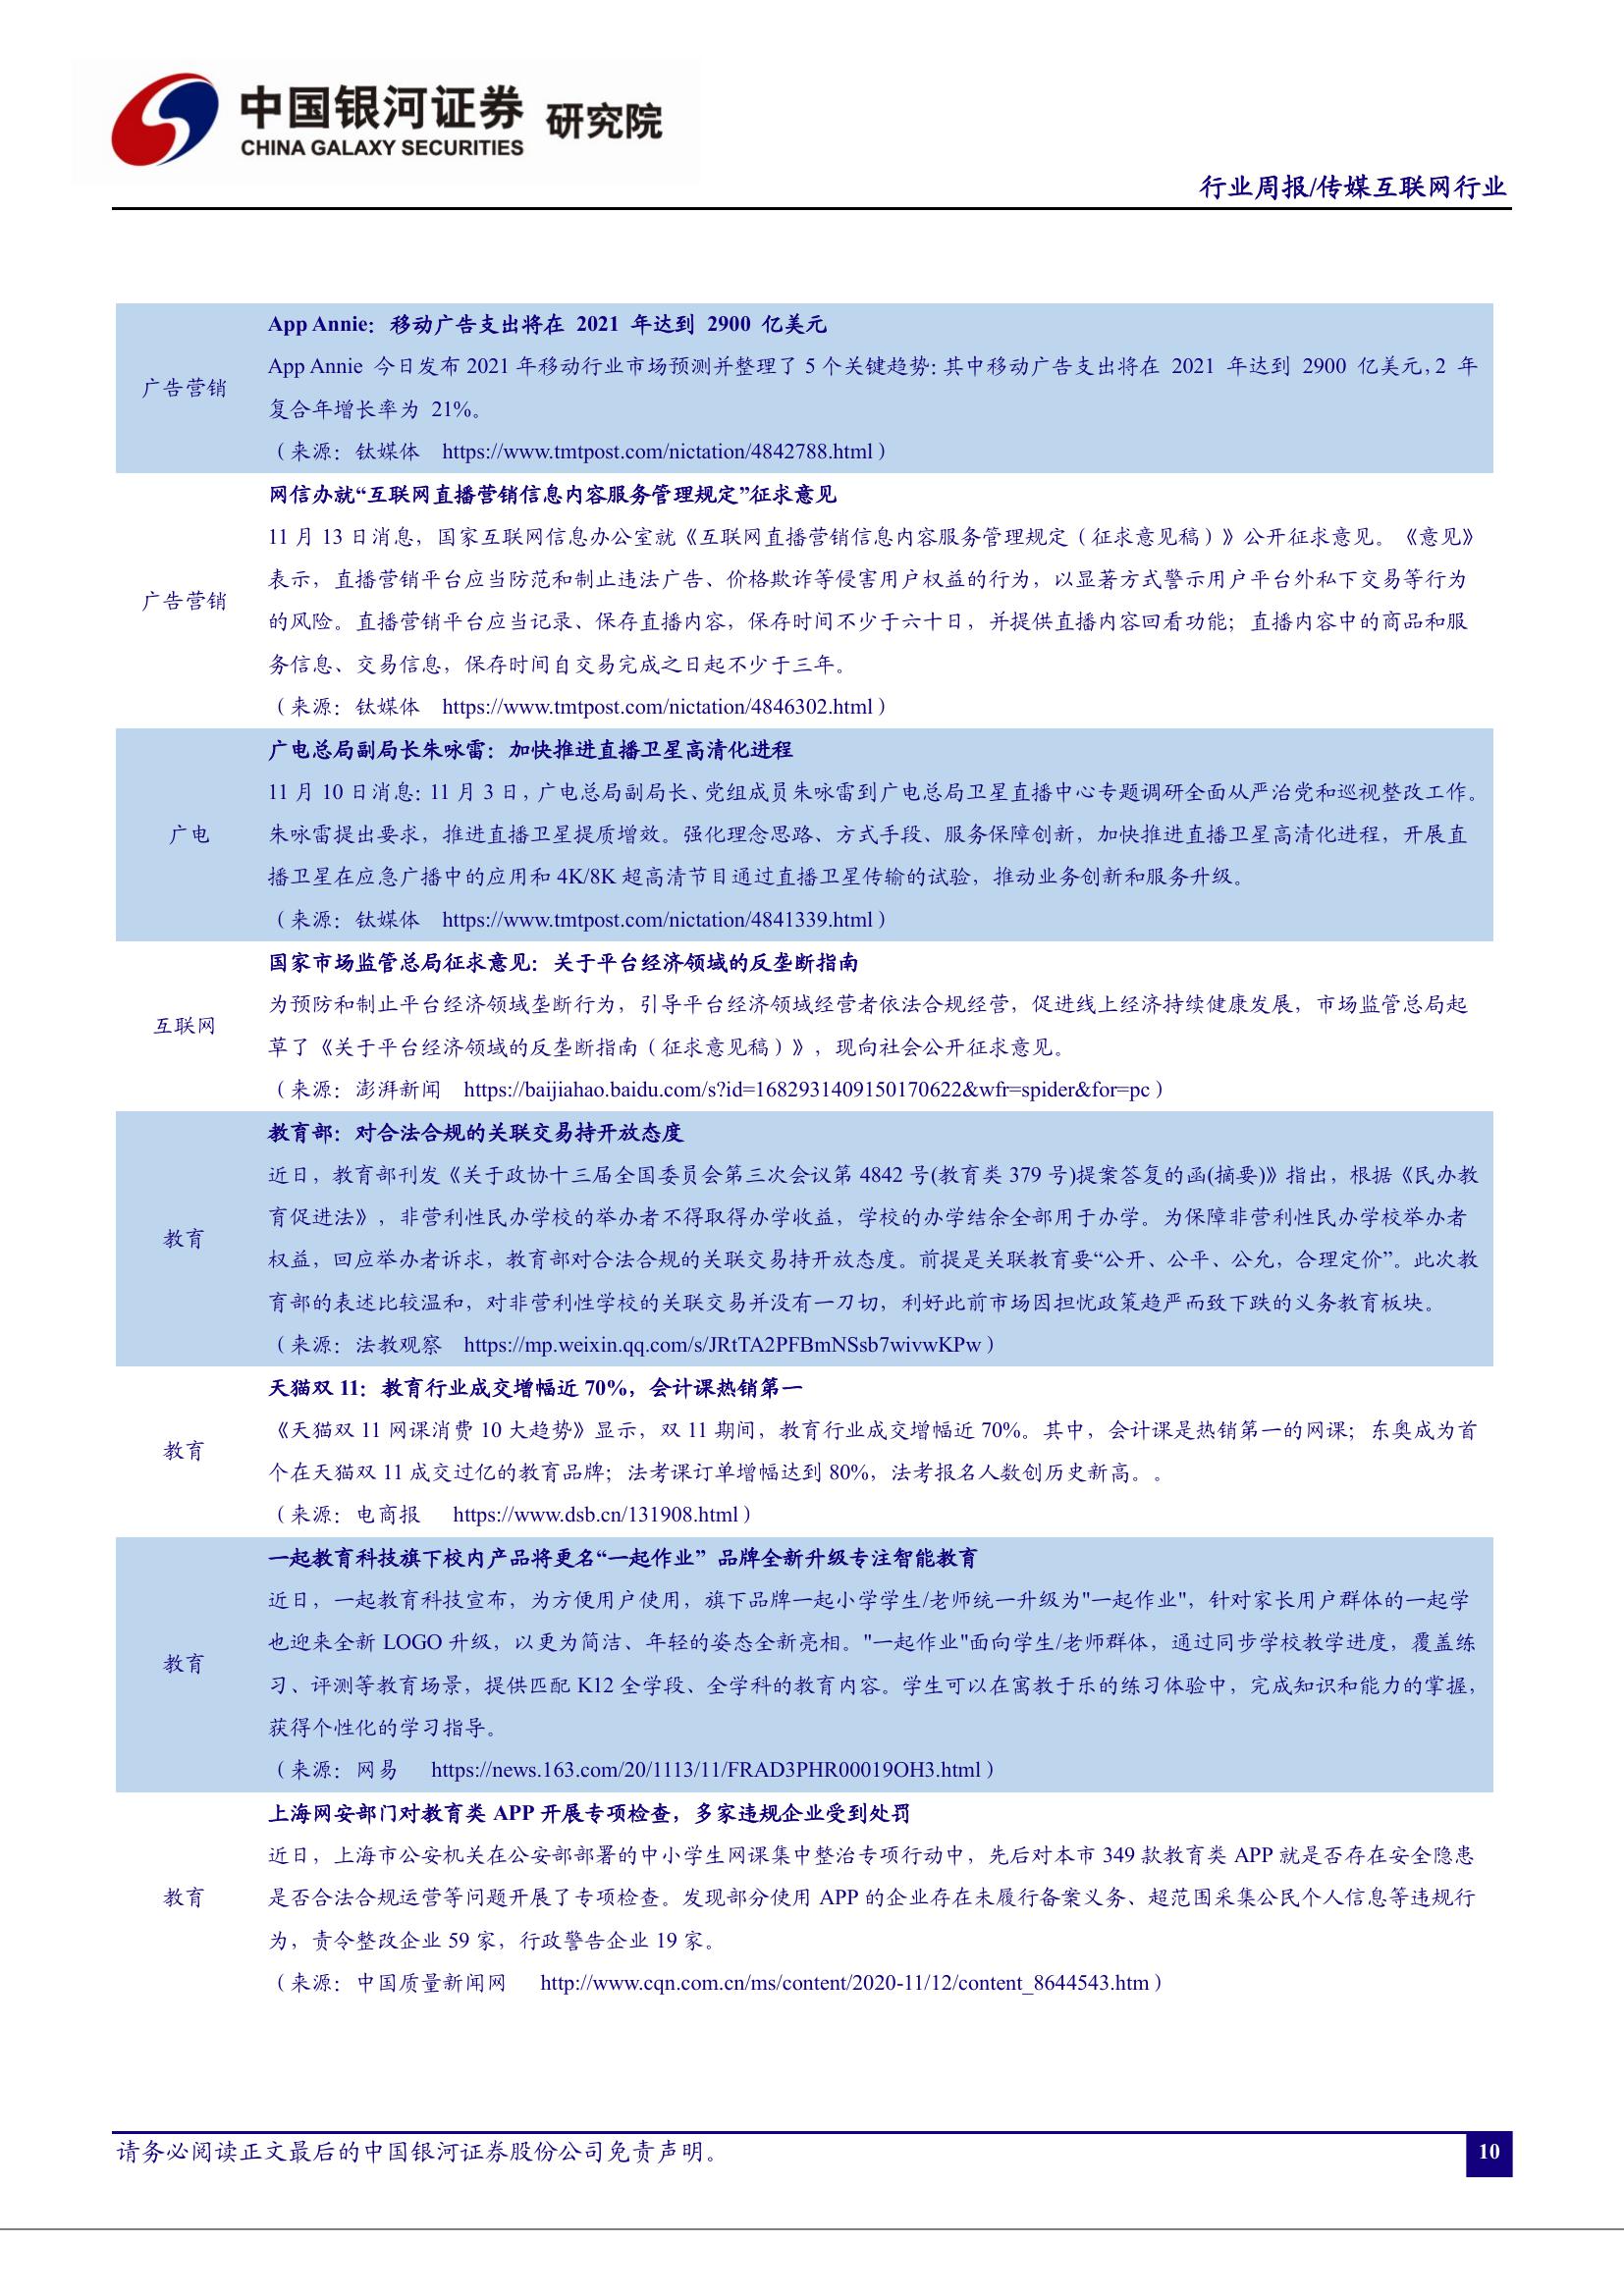 中国银河证券 研究院
CHINA GALAXY SECURITIES
行业周报/传媒互联网行业
App Annie：移动广告支出将在 2021 年达到 2900 亿美元
广告营销
App Annie 今日发布 2021 年移动行业市场预测并整理了 5 个关键趋势：其中移动广告支出将在 2021 年达到 2900 亿美元，2 年
复合年增长率为 21%。
（来源：钛媒体 https://www.tmtpost.com/nictation/4842788.html）
网信办就“互联网直播营销信息内容服务管理规定”征求意见
广告营销
11 月 13 日消息，国家互联网信息办公室就《互联网直播营销信息内容服务管理规定（征求意见稿）》公开征求意见。《意见》
表示，直播营销平台应当防范和制止违法广告、价格欺诈等侵害用户权益的行为，以显著方式警示用户平台外私下交易等行为
的风险。直播营销平台应当记录、保存直播内容，保存时间不少于六十日，并提供直播内容回看功能；直播内容中的商品和服
务信息、交易信息，保存时间自交易完成之日起不少于三年。
（来源：钛媒体 https://www.tmtpost.com/nictation/4846302.html）
广电总局副局长朱咏雷：加快推进直播卫星高清化进程
广电
11 月 10 日消息：11 月 3 日，广电总局副局长、党组成员朱咏雷到广电总局卫星直播中心专题调研全面从严治党和巡视整改工作。
朱咏雷提出要求，推进直播卫星提质增效。强化理念思路、方式手段、服务保障创新，加快推进直播卫星高清化进程，开展直
播卫星在应急广播中的应用和 4K/8K 超高清节目通过直播卫星传输的试验，推动业务创新和服务升级。
（来源：钛媒体 https://www.tmtpost.com/nictation/4841339.html）
国家市场监管总局征求意见：关于平台经济领域的反垄断指南
互联网
为预防和制止平台经济领域垄断行为，引导平台经济领域经营者依法合规经营，促进线上经济持续健康发展，市场监管总局起
草了《关于平台经济领域的反垄断指南（征求意见稿）》，现向社会公开征求意见。
（来源：澎湃新闻 https://baijiahao.baidu.com/s?id=1682931409150170622&wfr=spider&for=pc）
教育部：对合法合规的关联交易持开放态度
教育
近日，教育部刊发《关于政协十三届全国委员会第三次会议第 4842 号(教育类 379 号)提案答复的函(摘要)》指出，根据《民办教
育促进法》，非营利性民办学校的举办者不得取得办学收益，学校的办学结余全部用于办学。为保障非营利性民办学校举办者
权益，回应举办者诉求，教育部对合法合规的关联交易持开放态度。前提是关联教育要“公开、公平、公允，合理定价”。此次教
育部的表述比较温和，对非营利性学校的关联交易并没有一刀切，利好此前市场因担忧政策趋严而致下跌的义务教育板块。
（来源：法教观察 https://mp.weixin.qq.com/s/JRtTA2PFBmNSsb7wivwKPw）
天猫双 11：教育行业成交增幅近 70%，会计课热销第一
教育
《天猫双 11 网课消费 10 大趋势》显示，双 11 期间，教育行业成交增幅近 70%。其中，会计课是热销第一的网课；东奥成为首
个在天猫双 11 成交过亿的教育品牌；法考课订单增幅达到 80%，法考报名人数创历史新高。。
（来源：电商报 https://www.dsb.cn/131908.html）
一起教育科技旗下校内产品将更名“一起作业” 品牌全新升级专注智能教育
教育
近日，一起教育科技宣布，为方便用户使用，旗下品牌一起小学学生/老师统一升级为"一起作业"，针对家长用户群体的一起学
也迎来全新 LOGO 升级，以更为简洁、年轻的姿态全新亮相。"一起作业"面向学生/老师群体，通过同步学校教学进度，覆盖练
习、评测等教育场景，提供匹配 K12 全学段、全学科的教育内容。学生可以在寓教于乐的练习体验中，完成知识和能力的掌握，
获得个性化的学习指导。
（来源：网易 https://news.163.com/20/1113/11/FRAD3PHR00019OH3.html）
上海网安部门对教育类 APP 开展专项检查，多家违规企业受到处罚
教育
近日，上海市公安机关在公安部部署的中小学生网课集中整治专项行动中，先后对本市 349 款教育类 APP 就是否存在安全隐患
是否合法合规运营等问题开展了专项检查。发现部分使用 APP 的企业存在未履行备案义务、超范围采集公民个人信息等违规行
为，责令整改企业 59 家，行政警告企业 19 家。
（来源：中国质量新闻网 http://www.cqn.com.cn/ms/content/2020-11/12/content_8644543.htm）
请务必阅读正文最后的中国银河证券股份公司免责声明。
10